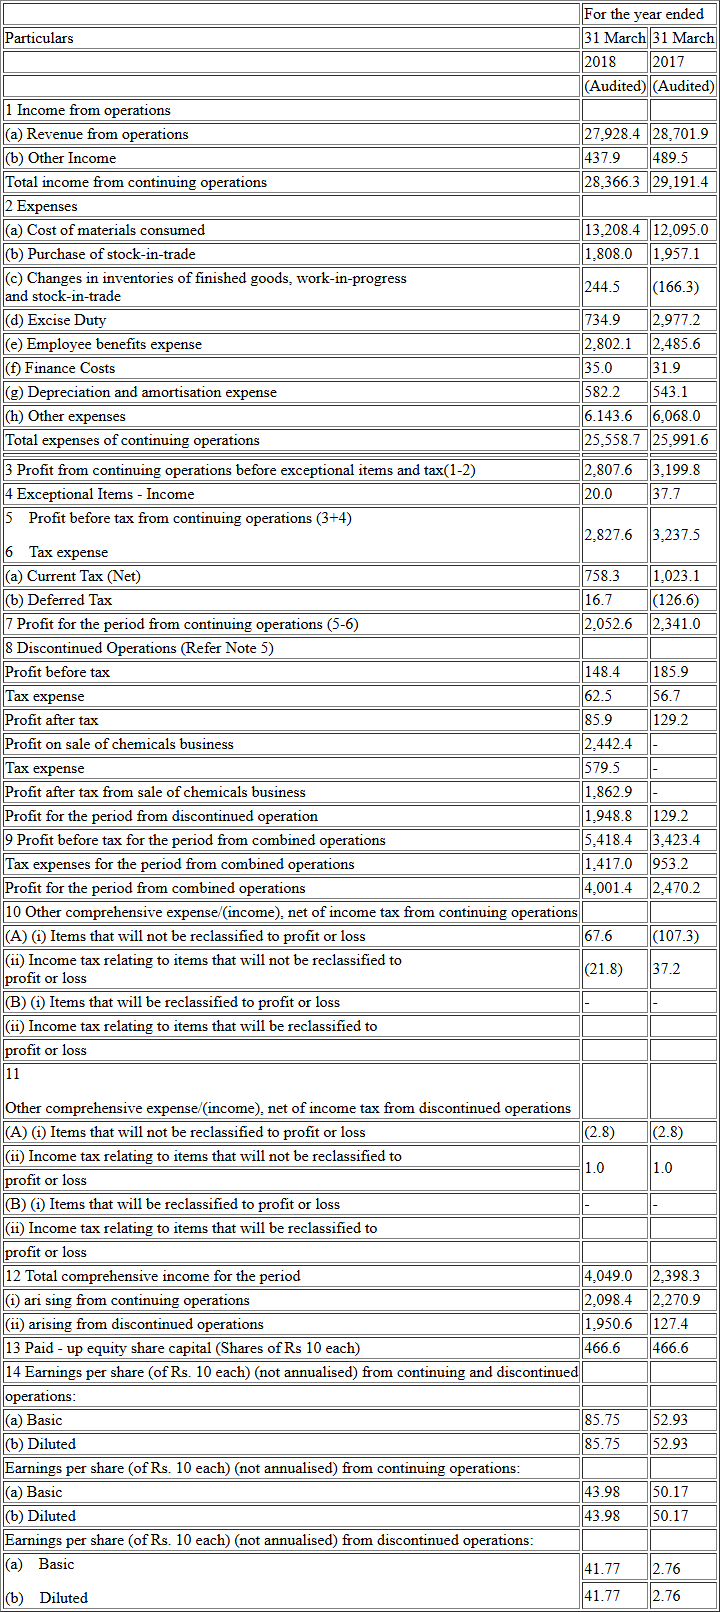 For the year ended
Particulars 31 March 31 March
2018 2017
(Audited) (Audited)
1 Income from operations
(a) Revenue from operations 27,928.4 28,701.9
(b) Other Income 437.9 489.5
Total income from continuing operations 28,366.3 29,191.4
2 Expenses
(a) Cost of materials consumed 13,208.4 12,095.0
(b) Purchase of stock-in-trade 1,808.0 1,957.1
(c) Changes in inventories of finished goods, work-in-progress
and stock-in-trade 244.5 (166.3)
(d) Excise Duty 734.9 2,977.2
(e) Employee benefits expense 2,802.1 2,485.6
(f) Finance Costs 35.0 31.9
(g) Depreciation and amortisation expense 582.2 543.1
(h) Other expenses 6.143.6 6,068.0
Total expenses of continuing operations 25,558.7 25,991.6
3 Profit from continuing operations before exceptional items and tax(1-2) 2,807.6 3,199.8
4 Exceptional Items - Income 20.0 37.7
5 Profit before tax from continuing operations (3+4)
2,827.6 3,237.5
6 Tax expense
(a) Current Tax (Net) 758.3 1,023.1
(b) Deferred Tax 16.7 (126.6)
7 Profit for the period from continuing operations (5-6) 2,052.6 2,341.0
8 Discontinued Operations (Refer Note 5)
Profit before tax 148.4 185.9
Tax expense 62.5 56.7
Profit after tax 85.9 129.2
Profit on sale of chemicals business 2,442.4 -
Tax expense 579.5 -
Profit after tax from sale of chemicals business 1,862.9 -
Profit for the period from discontinued operation 1,948.8 129.2
9 Profit before tax for the period from combined operations 5,418.4 3,423.4
Tax expenses for the period from combined operations 1,417.0 953.2
Profit for the period from combined operations 4,001.4 2,470.2
10 Other comprehensive expense/(income), net of income tax from continuing operations
(A) (i) Items that will not be reclassified to profit or loss 67.6 (107.3)
(ii) Income tax relating to items that will not be reclassified to
profit or loss (21.8) 37.2
(B) (i) Items that will be reclassified to profit or loss - -
(ii) Income tax relating to items that will be reclassified to
profit or loss
11
Other comprehensive expense/(income), net of income tax from discontinued operations
(A) (i) Items that will not be reclassified to profit or loss (2.8) (2.8)
(ii) Income tax relating to items that will not be reclassified to
1.0 1.0
profit or loss
(B) (i) Items that will be reclassified to profit or loss - -
(ii) Income tax relating to items that will be reclassified to
profit or loss
12 Total comprehensive income for the period 4,049.0 2,398.3
(i) ari sing from continuing operations 2,098.4 2,270.9
(ii) arising from discontinued operations 1,950.6 127.4
13 Paid - up equity share capital (Shares of Rs 10 each) 466.6 466.6
14 Earnings per share (of Rs. 10 each) (not annualised) from continuing and discontinued
operations:
(a) Basic 85.75 52.93
(b) Diluted 85.75 52.93
Earnings per share (of Rs. 10 each) (not annualised) from continuing operations:
(a) Basic 43.98 50.17
(b) Diluted 43.98 50.17
Earnings per share (of Rs. 10 each) (not annualised) from discontinued operations:
(a) Basic 41.77 2.76
(b) Diluted 41.77 2.76